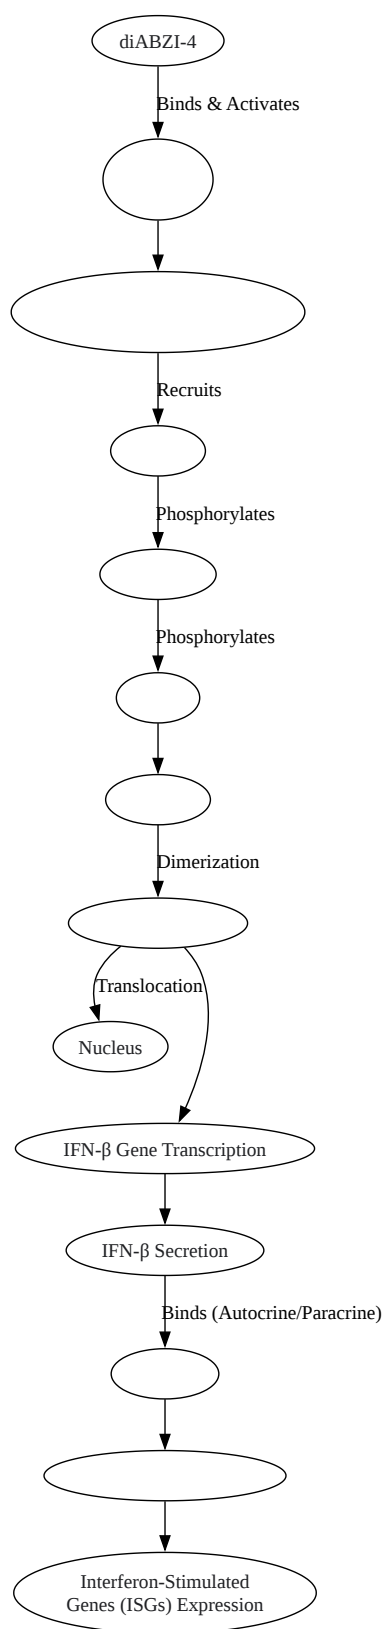 diABZI-4
Binds & Activates
Recruits
Phosphorylates
Phosphorylates
Dimerization
Translocation
Nucleus
IFN-β Gene Transcription
IFN-β Secretion
Binds (Autocrine/Paracrine)
Interferon-Stimulated
Genes (ISGs) Expression